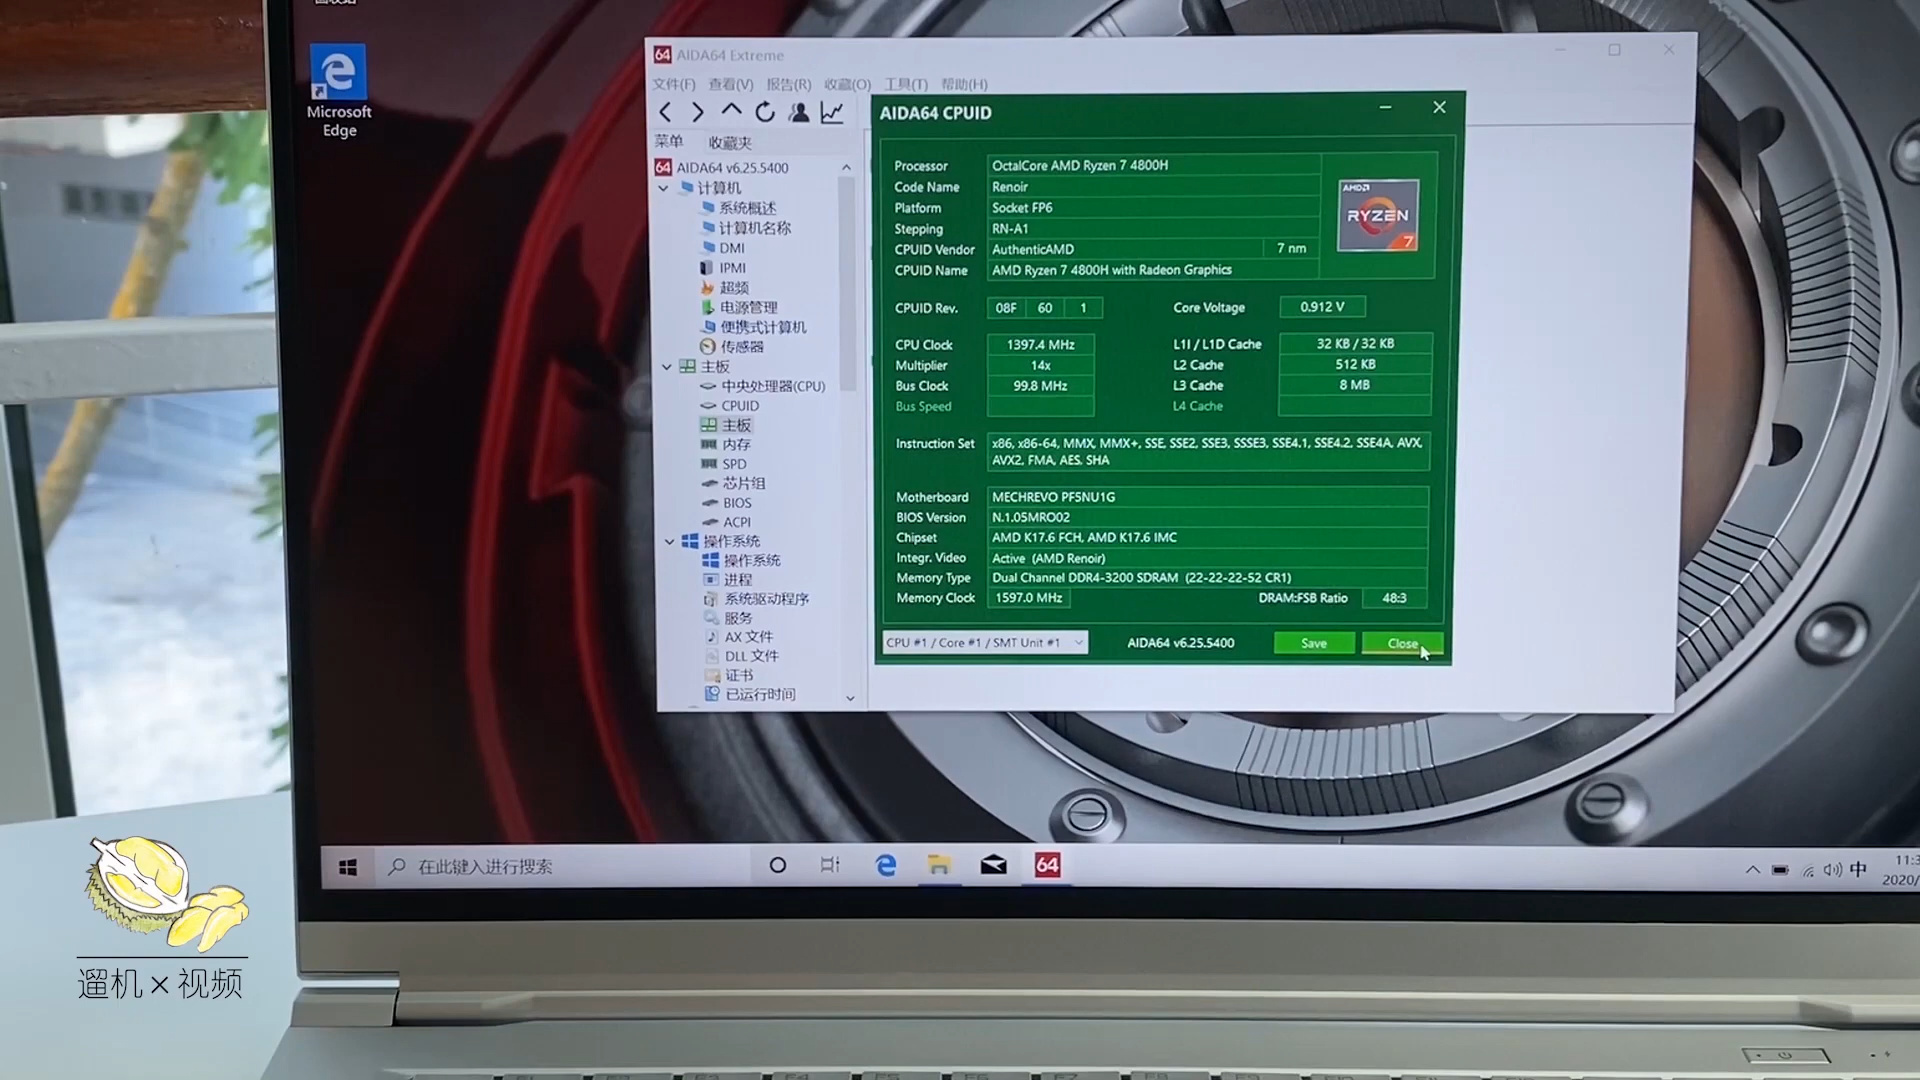 Microsoft
Edge
64 AIDA64 Extreme
文件(F) 查看(V) 报告(R) 收藏(O) 工具(T) 帮助(H)
菜单 收藏夹
64 AIDA64 v6.25.5400
计算机
系统概述
计算机名称
DMI
IPMI
超频
电源管理
便携式计算机
传感器
主板
中央处理器(CPU)
CPUID
主板
内存
SPD
芯片组
BIOS
ACPI
操作系统
操作系统
进程
系统驱动程序
服务
AX 文件
DLL 文件
证书
已运行时间
AIDA64 CPUID
Processor OctalCore AMD Ryzen 7 4800H
Code Name Renoir
Platform Socket FP6
Stepping RN-A1
CPUID Vendor AuthenticAMD 7 nm
CPUID Name AMD Ryzen 7 4800H with Radeon Graphics
AMD
RYZEN
7
CPUID Rev. 08F 60 1 Core Voltage 0.912 V
CPU Clock 1397.4 MHz L1I / L1D Cache 32 KB / 32 KB
Multiplier 14x L2 Cache 512 KB
Bus Clock 99.8 MHz L3 Cache 8 MB
Bus Speed L4 Cache
Instruction Set x86, x86-64, MMX, MMX+, SSE, SSE2, SSE3, SSSE3, SSE4.1, SSE4.2, SSE4A, AVX,
AVX2, FMA, AES, SHA
Motherboard MECHREVO PF5NU1G
BIOS Version N.1.05MRO02
Chipset AMD K17.6 FCH, AMD K17.6 IMC
Integr. Video Active (AMD Renoir)
Memory Type Dual Channel DDR4-3200 SDRAM (22-22-22-52 CR1)
Memory Clock 1597.0 MHz DRAM:FSB Ratio 48:3
CPU #1 / Core #1 / SMT Unit #1 AIDA64 v6.25.5400 Save Close
在此键入进行搜索
64
中
11:3
2020/
遛机×视频